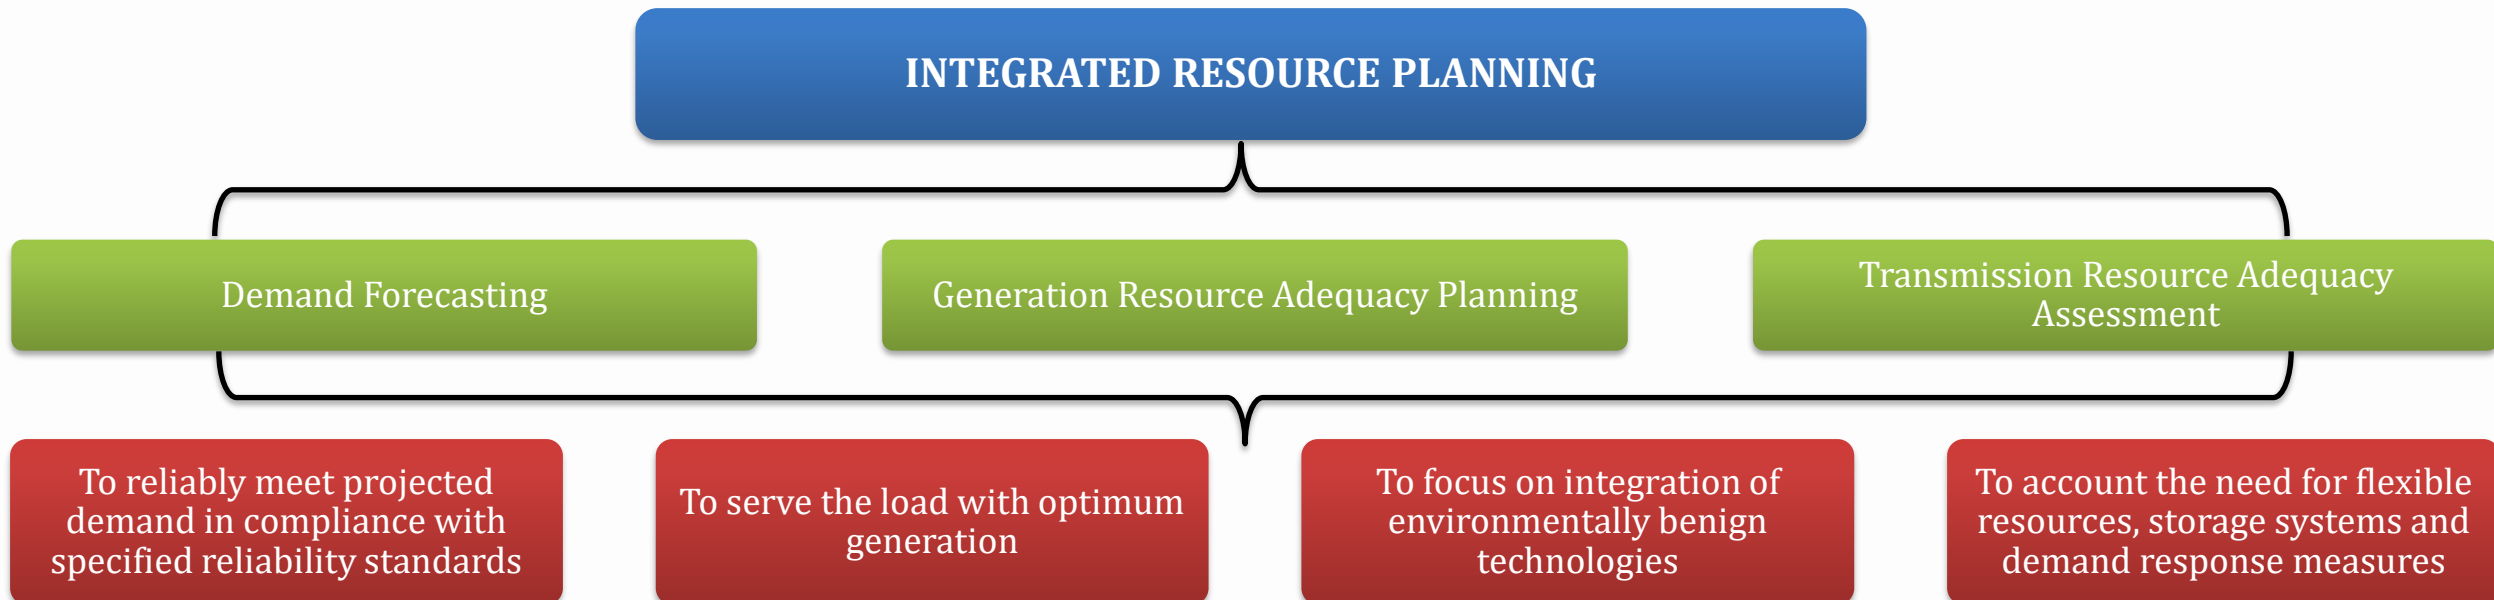 INTEGRATED RESOURCE PLANNING
Demand Forecasting
Generation Resource Adequacy Planning
Transmission Resource Adequacy
Assessment
To reliably meet projected
demand in compliance with
specified reliability standards
To serve the load with optimum
generation
To focus on integration of
environmentally benign
technologies
To account the need for flexible
resources, storage systems and
demand response measures